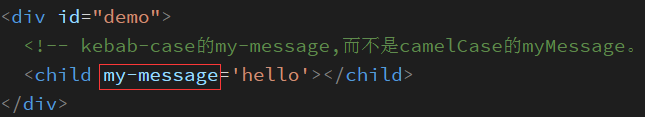 <div id="demo">
<!-- kebab-case的my-message,而不是camelCase的myMessage。
<child my-message='hello'></child>
</div>